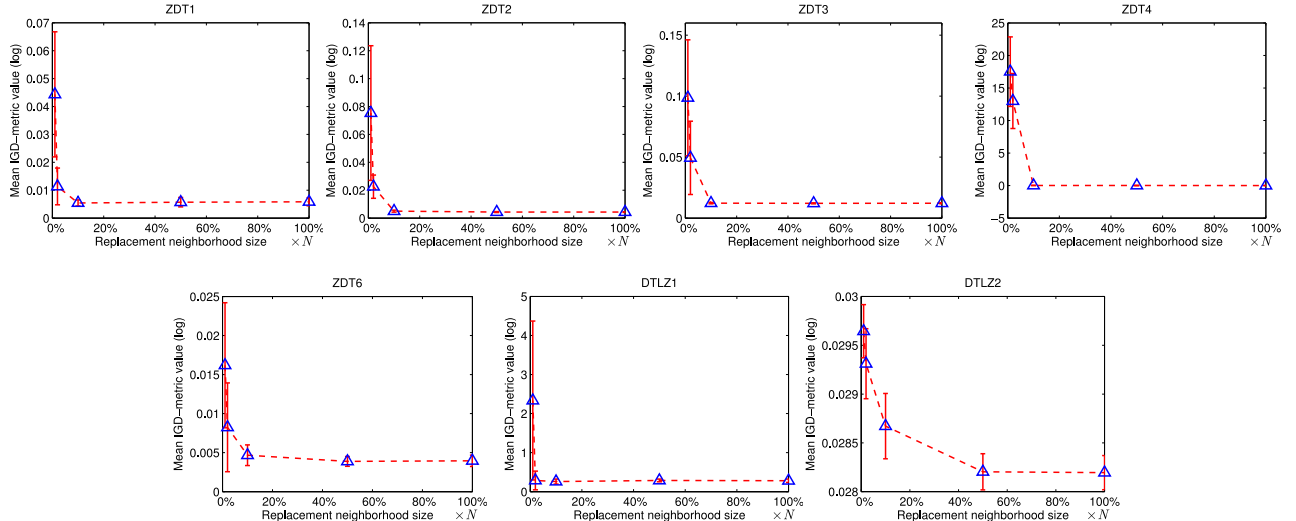 ZDT1
0.07
0.06
0.05
0.04
0.03
0.02
0.01
0
Mean IGD-metric value (log)
0% 20% 40% 60% 80% 100%
Replacement neighborhood size × N
ZDT2
0.14
0.12
0.1
0.08
0.06
0.04
0.02
0
Mean IGD-metric value (log)
0% 20% 40% 60% 80% 100%
Replacement neighborhood size × N
ZDT3
0.15
0.1
0.05
0
Mean IGD-metric value (log)
0% 20% 40% 60% 80% 100%
Replacement neighborhood size × N
ZDT4
25
20
15
10
5
0
-5
Mean IGD-metric value (log)
0% 20% 40% 60% 80% 100%
Replacement neighborhood size × N
ZDT6
0.025
0.02
0.015
0.01
0.005
0
Mean IGD-metric value (log)
0% 20% 40% 60% 80% 100%
Replacement neighborhood size × N
DTLZ1
5
4
3
2
1
0
Mean IGD-metric value (log)
0% 20% 40% 60% 80% 100%
Replacement neighborhood size × N
DTLZ2
0.03
0.0295
0.029
0.0285
0.028
Mean IGD-metric value (log)
0% 20% 40% 60% 80% 100%
Replacement neighborhood size × N